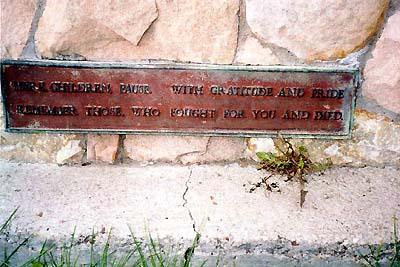 HERE, CHILDREN, PAUSE. WITH GRATITUDE AND PRIDE
REMEMBER THOSE, WHO FOUGHT FOR YOU AND DIED.